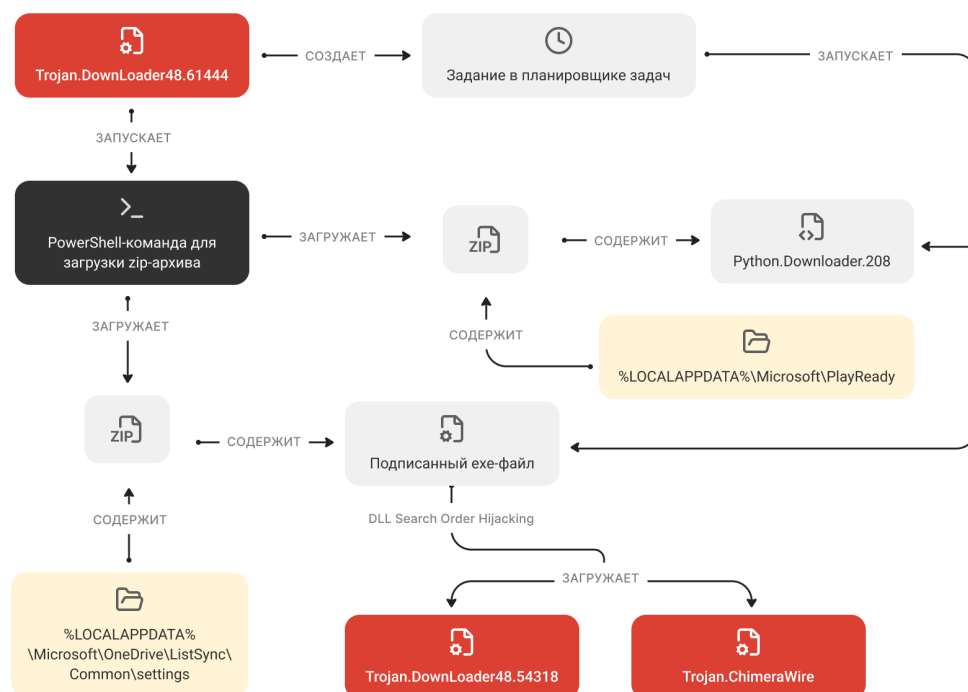 Trojan.DownLoader48.61444
СОЗДАЕТ
Задание в планировщике задач
ЗАПУСКАЕТ
ЗАПУСКАЕТ
PowerShell-команда для
загрузки zip-архива
ЗАГРУЖАЕТ
ZIP
СОДЕРЖИТ
Python.Downloader.208
ЗАГРУЖАЕТ
СОДЕРЖИТ
%LOCALAPPDATA%\Microsoft\PlayReady
ZIP
СОДЕРЖИТ
Подписанный exe-файл
СОДЕРЖИТ
DLL Search Order Hijacking
ЗАГРУЖАЕТ
%LOCALAPPDATA%
\Microsoft\OneDrive\ListSync\
Common\settings
Trojan.DownLoader48.54318
Trojan.ChimeraWire